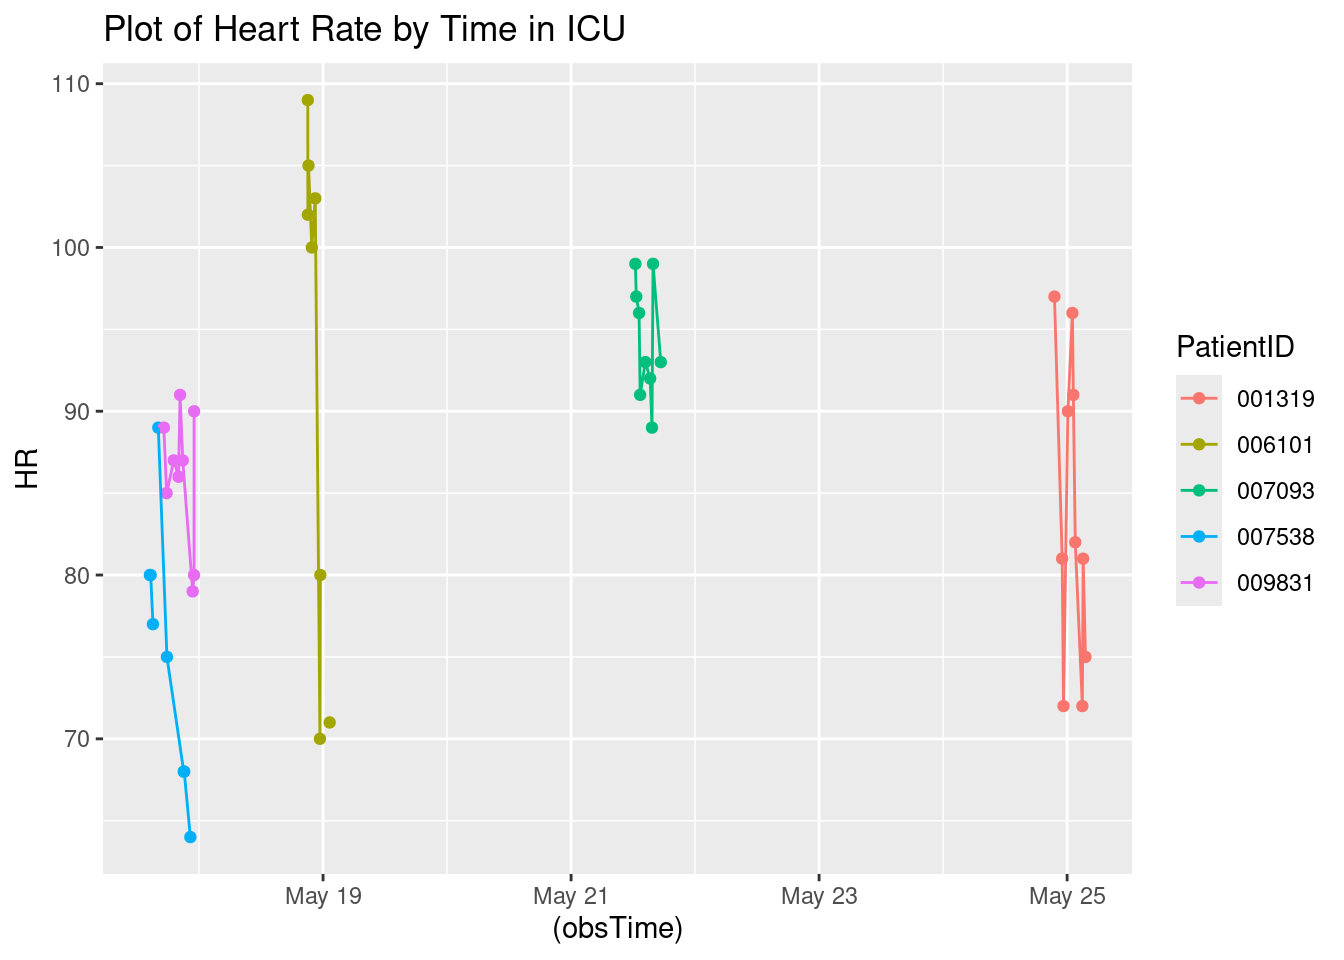 Plot of Heart Rate by Time in ICU
110
100
90
80
70
HR
May 19
May 21
May 23
May 25
(obsTime)
PatientID
001319
006101
007093
007538
009831